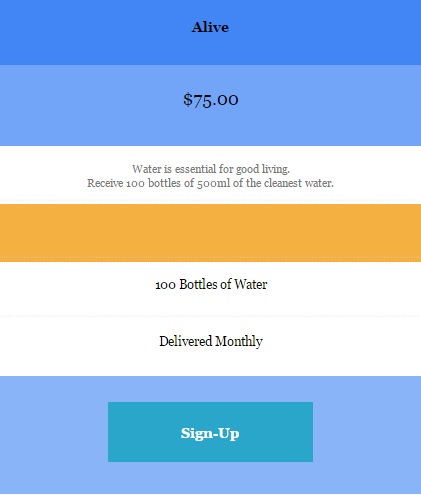 Alive
$75.00
Water is essential for good living.
Receive 100 bottles of 500ml of the cleanest water.
100 Bottles of Water
Delivered Monthly
Sign-Up